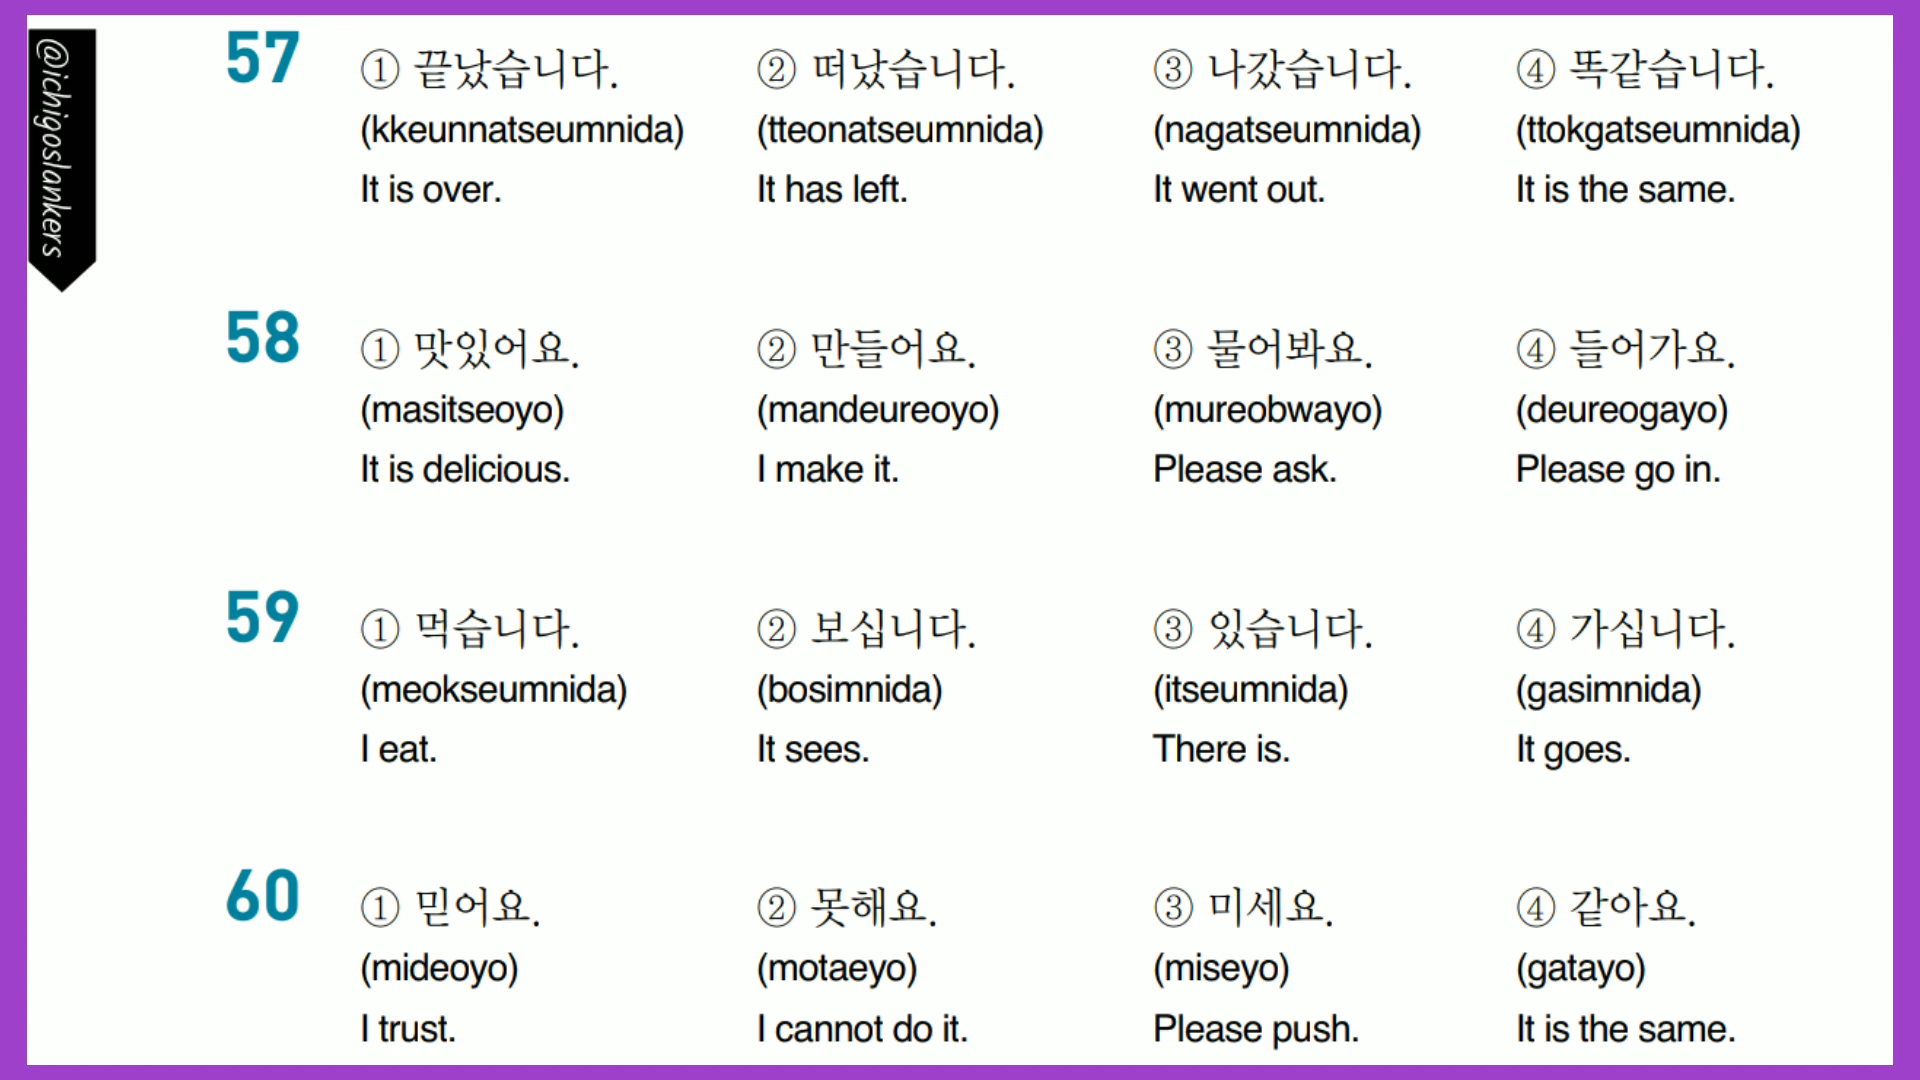 @ichigoslankers
57
① 끝났습니다. ② 떠났습니다. ③ 나갔습니다. ④ 똑같습니다.
(kkeunnatseumnida) (tteonatseumnida) (nagatseumnida) (ttokgatseumnida)
It is over. It has left. It went out. It is the same.
58
① 맛있어요. ② 만들어요. ③ 물어봐요. ④ 들어가요.
(masitseoyo) (mandeureoyo) (mureobwayo) (deureogayo)
It is delicious. I make it. Please ask. Please go in.
59
① 먹습니다. ② 보십니다. ③ 있습니다. ④ 가십니다.
(meokseumnida) (bosimnida) (itseumnida) (gasimnida)
I eat. It sees. There is. It goes.
60
① 믿어요. ② 못해요. ③ 미세요. ④ 같아요.
(mideoyo) (motaeyo) (miseyo) (gatayo)
I trust. I cannot do it. Please push. It is the same.